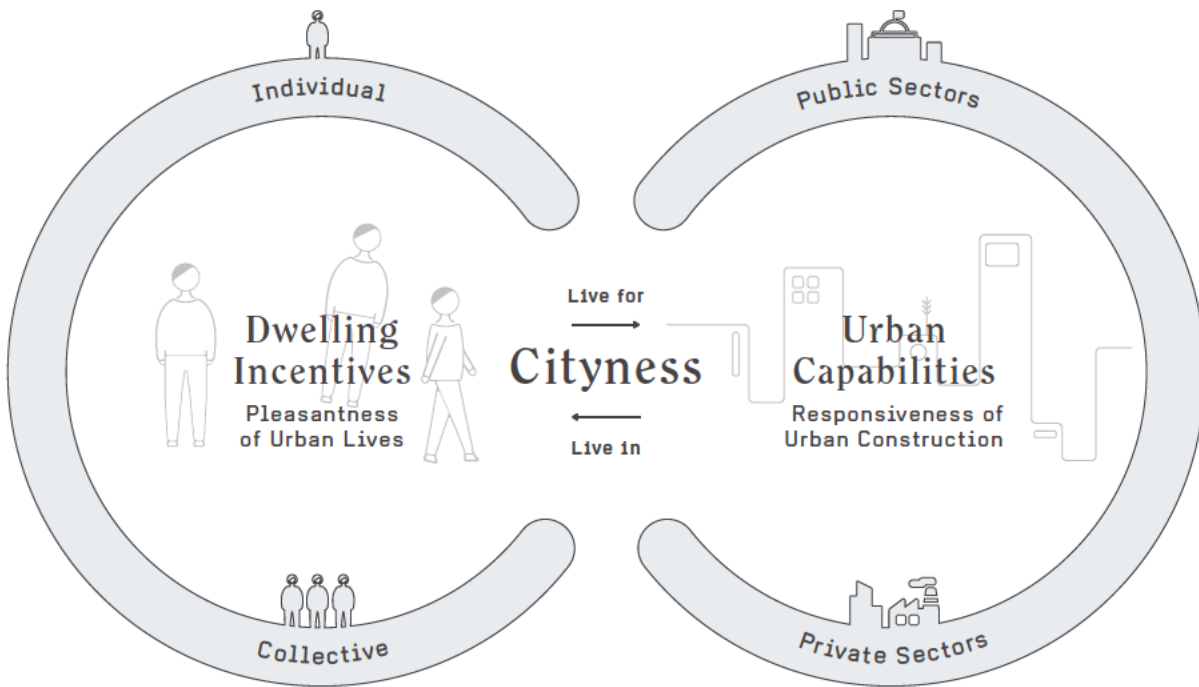 Individual
Public Sectors
Live for
Dwelling
Incentives
Pleasantness
of Urban Lives
Cityness
Urban
Capabilities
Responsiveness of
Urban Construction
Live in
Collective
Private Sectors